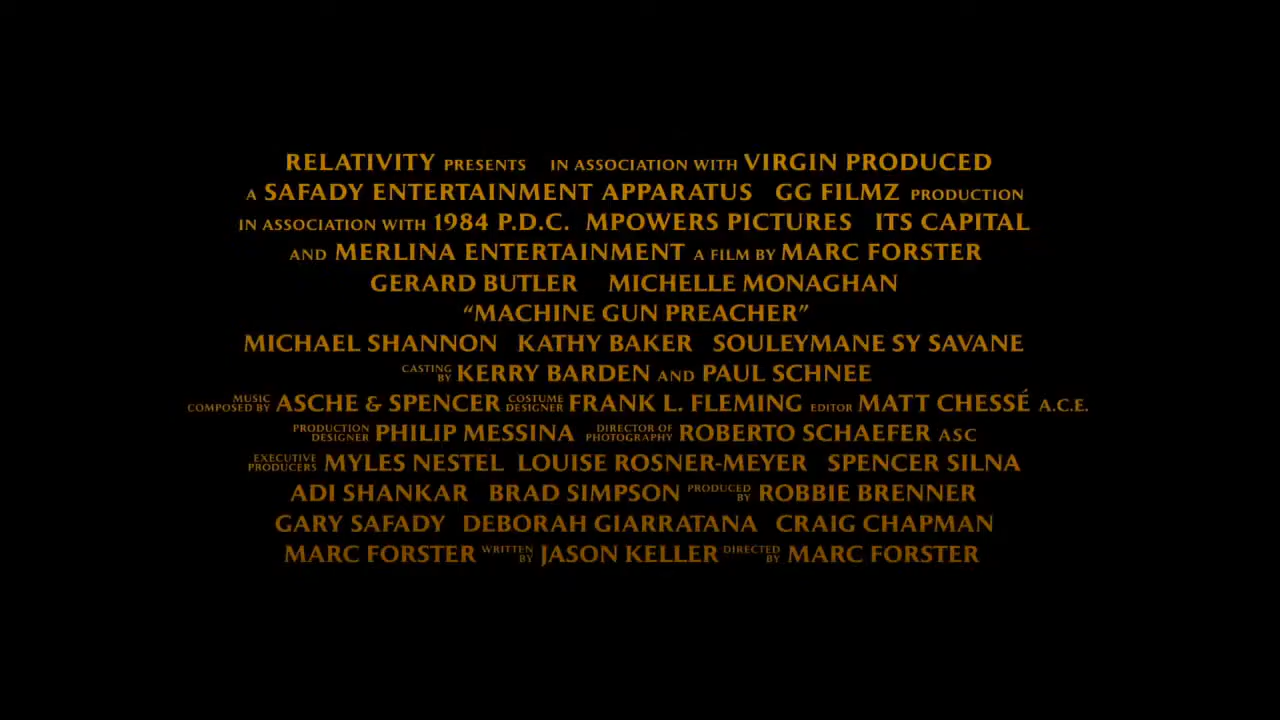 RELATIVITY PRESENTS IN ASSOCIATION WITH VIRGIN PRODUCED
A SAFADY ENTERTAINMENT APPARATUS GG FILMZ PRODUCTION
IN ASSOCIATION WITH 1984 P.D.C. MPOWERS PICTURES ITS CAPITAL
AND MERLINA ENTERTAINMENT A FILM BY MARC FORSTER
GERARD BUTLER MICHELLE MONAGHAN
“MACHINE GUN PREACHER”
MICHAEL SHANNON KATHY BAKER SOULEYMANE SY SAVANE
CASTING BY KERRY BARDEN AND PAUL SCHNEE
MUSIC COMPOSED BY ASCHE & SPENCER COSTUME DESIGNER FRANK L. FLEMING EDITOR MATT CHESSÉ A.C.E.
PRODUCTION DESIGNER PHILIP MESSINA DIRECTOR OF PHOTOGRAPHY ROBERTO SCHAEFER ASC
EXECUTIVE PRODUCERS MYLES NESTEL LOUISE ROSNER-MEYER SPENCER SILNA
ADI SHANKAR BRAD SIMPSON PRODUCED BY ROBBIE BRENNER
GARY SAFADY DEBORAH GIARRATANA CRAIG CHAPMAN
MARC FORSTER WRITTEN BY JASON KELLER DIRECTED BY MARC FORSTER